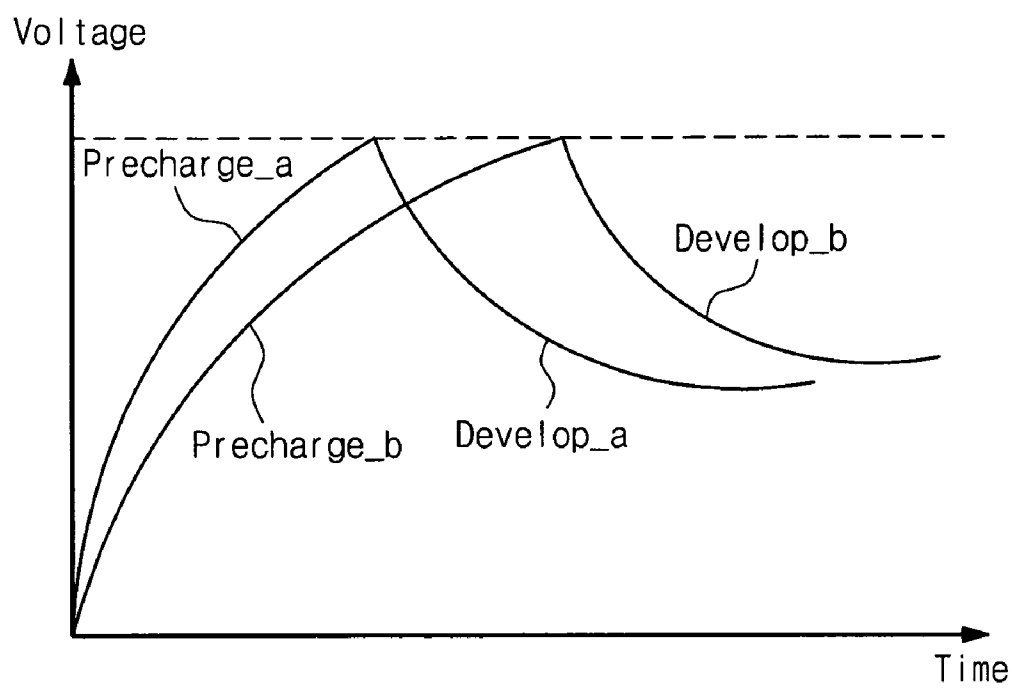 Voltage
Precharge_a
Develop_b
Precharge_b
Develop_a
Time